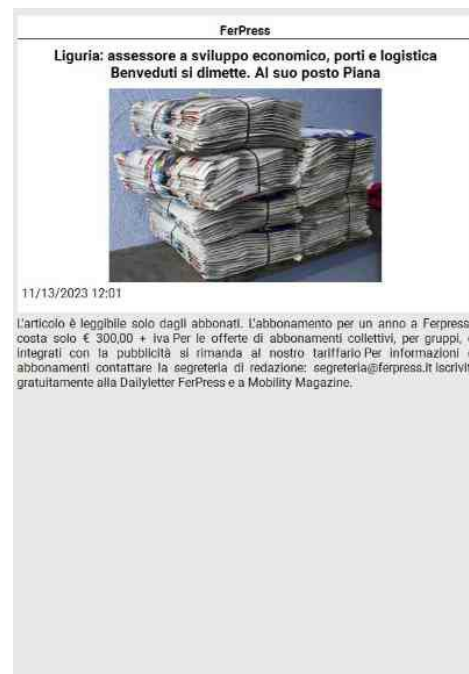 FerPress
Liguria: assessore a sviluppo economico, porti e logistica
Benveduti si dimette. Al suo posto Piana
11/13/2023 12:01
L'articolo è leggibile solo dagli abbonati. L'abbonamento per un anno a Ferpress
costa solo € 300,00 + iva Per le offerte di abbonamenti collettivi, per gruppi,
integrati con la pubblicità si rimanda al nostro tariffario Per informazioni
abbonamenti contattare la segreteria di redazione: segreteria@ferpress.it
gratuitamente alla Dailyletter FerPress e a Mobility Magazine.